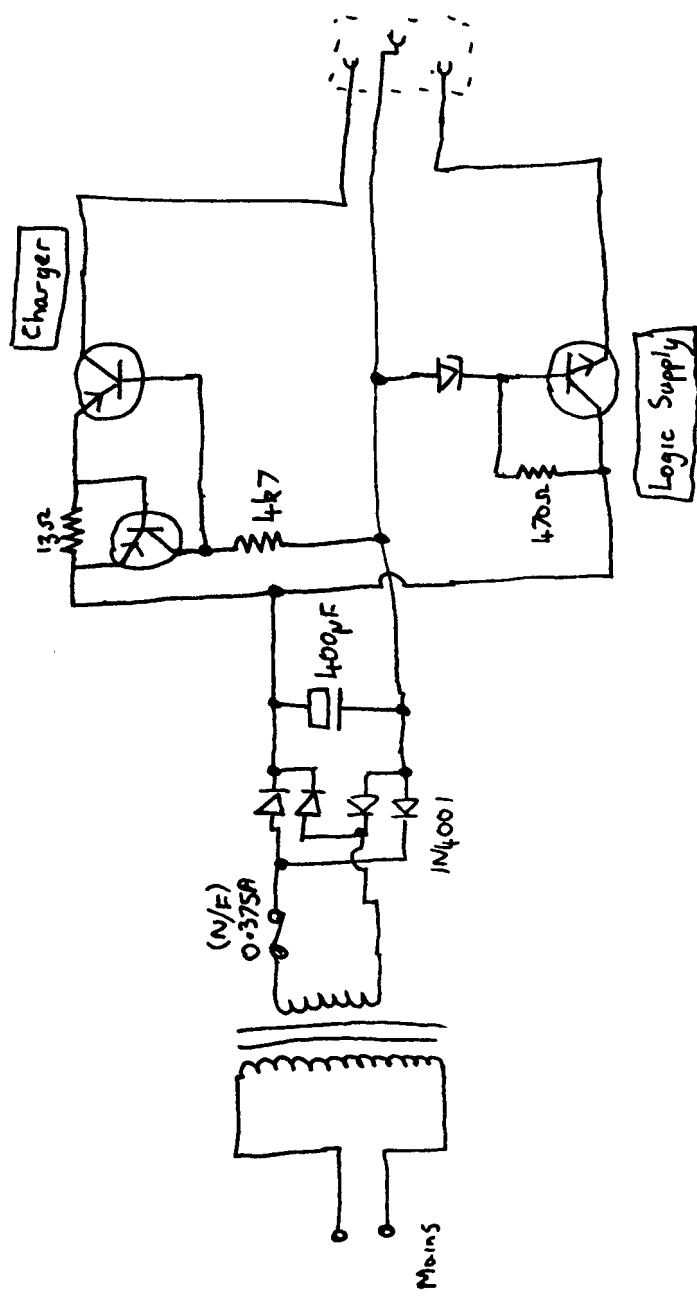 Mains
(N/F)
0.375A
1N4001
400µF
13Ω
4k7
Charger
470Ω
Logic Supply